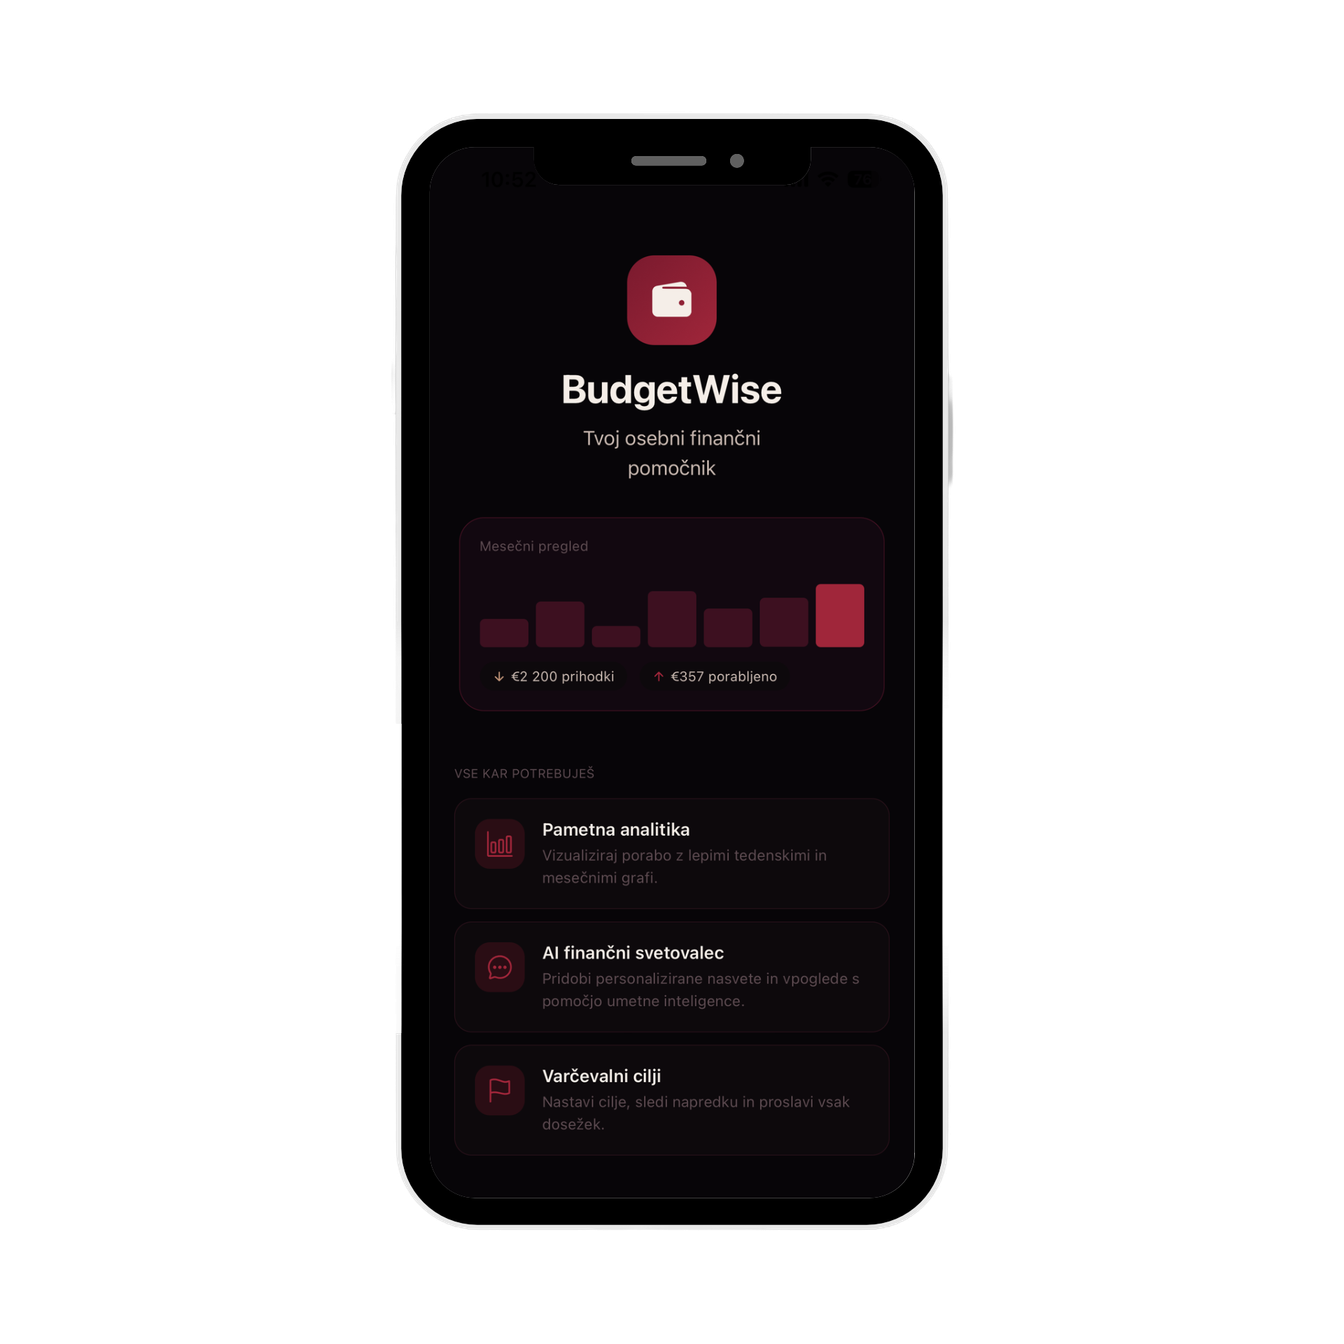 10:52
BudgetWise
Tvoj osebni finančni
pomočnik
Mesečni pregled
↓ €2 200 prihodki ↑ €357 porabljeno
VSE KAR POTREBUJEŠ
Pametna analitika
Vizualiziraj porabo z lepimi tedenskimi in
mesečnimi grafi.
AI finančni svetovalec
Pridobi personalizirane nasvete in vpoglede s
pomočjo umetne inteligence.
Varčevalni cilji
Nastavi cilje, sledi napredku in proslavi vsak
dosežek.